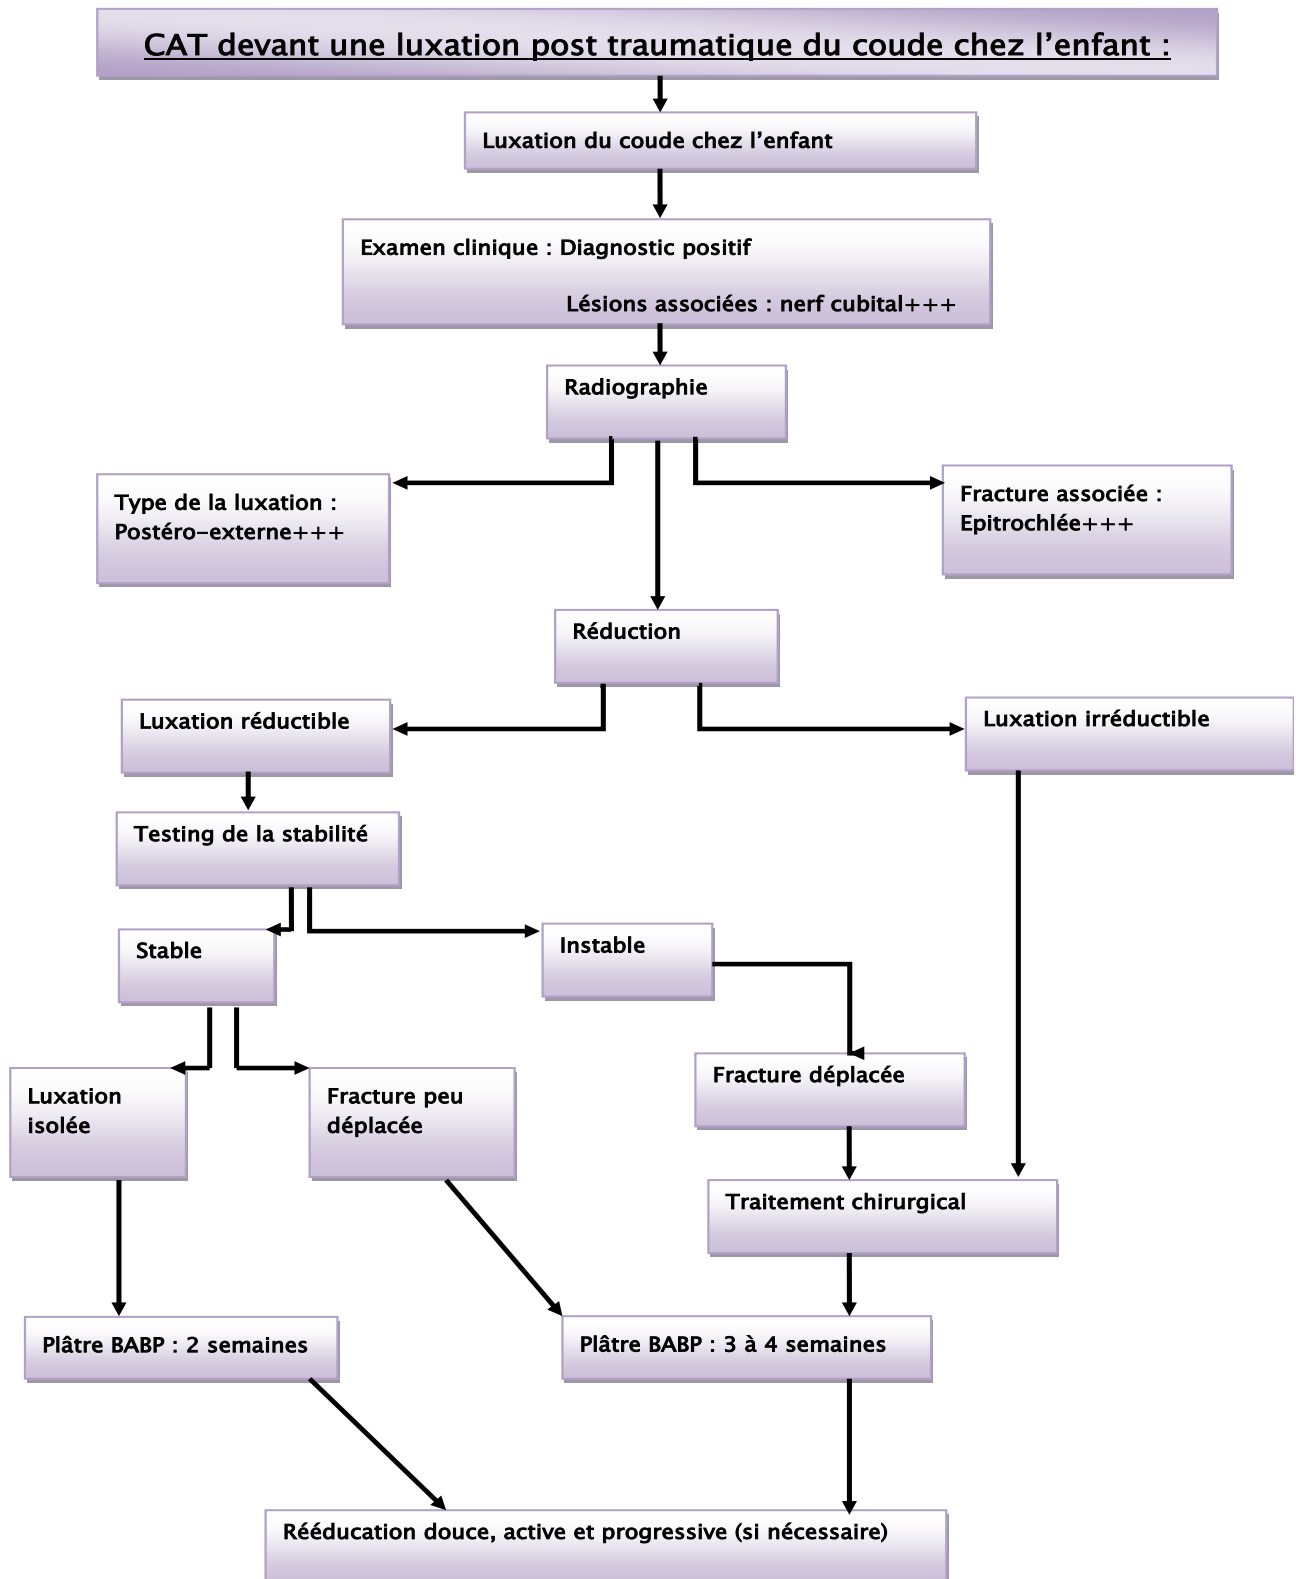 CAT devant une luxation post traumatique du coude chez l'enfant :
Luxation du coude chez l'enfant
Examen clinique : Diagnostic positif
Lésions associées : nerf cubital+++
Radiographie
Type de la luxation :
Postéro-externe+++
Fracture associée :
Epitrochlée+++
Réduction
Luxation réductible
Luxation irréductible
Testing de la stabilité
Stable
Instable
Luxation
isolée
Fracture peu
déplacée
Fracture déplacée
Traitement chirurgical
Plâtre BABP : 2 semaines
Plâtre BABP : 3 à 4 semaines
Rééducation douce, active et progressive (si nécessaire)